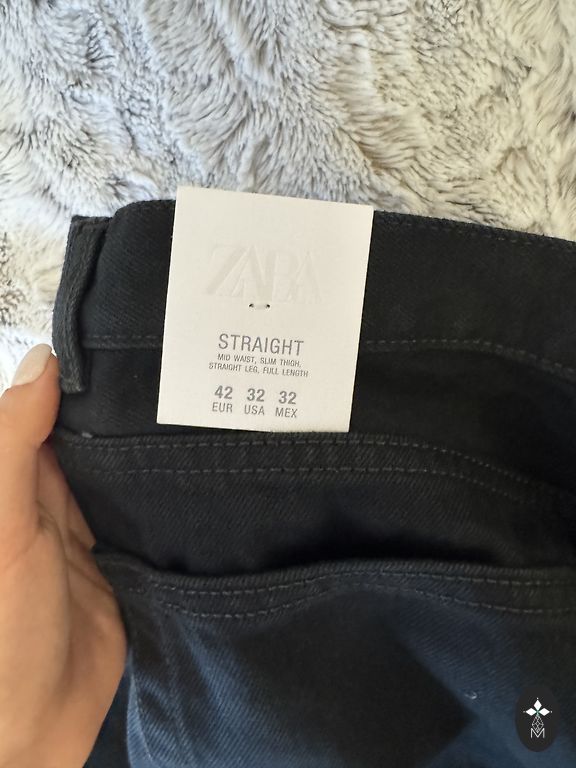 ZARA
STRAIGHT
MID WAIST, SLIM THIGH,
STRAIGHT LEG, FULL LENGTH
42 32 32
EUR USA MEX
M